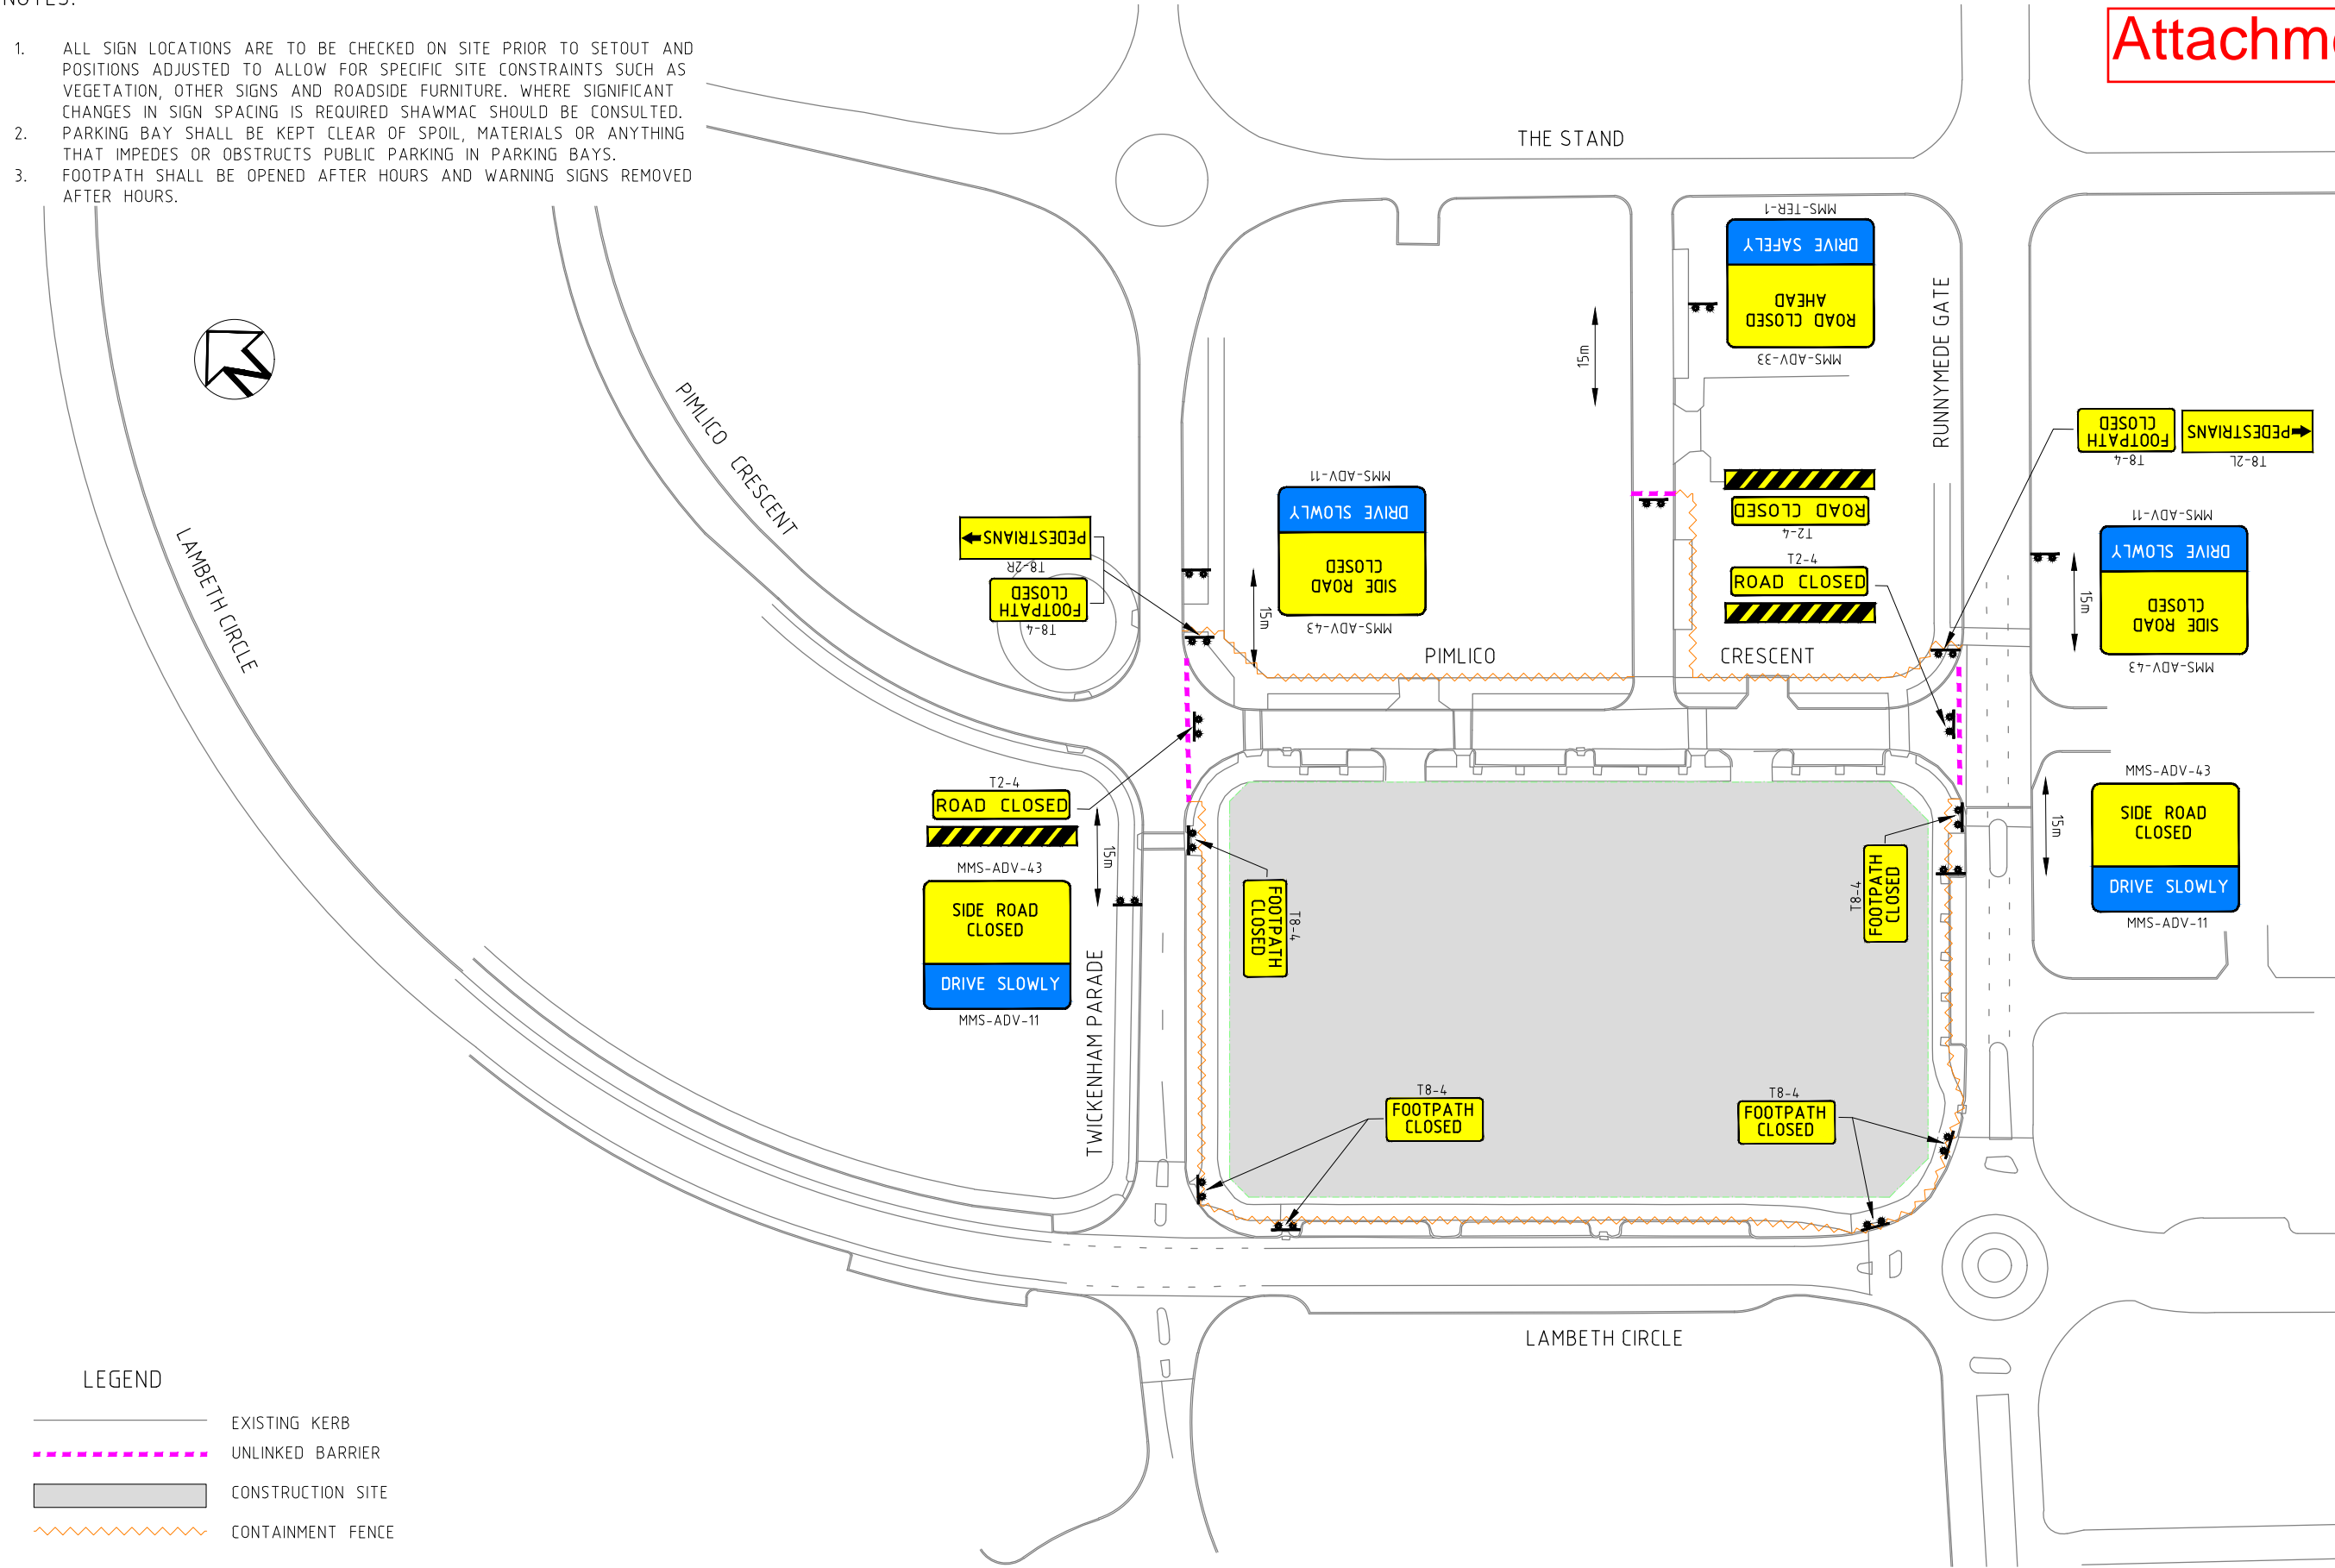 NOTES:
Attachm
1. ALL SIGN LOCATIONS ARE TO BE CHECKED ON SITE PRIOR TO SETOUT AND
POSITIONS ADJUSTED TO ALLOW FOR SPECIFIC SITE CONSTRAINTS SUCH AS
VEGETATION, OTHER SIGNS AND ROADSIDE FURNITURE. WHERE SIGNIFICANT
CHANGES IN SIGN SPACING IS REQUIRED SHAWMAC SHOULD BE CONSULTED.
2. PARKING BAY SHALL BE KEPT CLEAR OF SPOIL, MATERIALS OR ANYTHING
THAT IMPEDES OR OBSTRUCTS PUBLIC PARKING IN PARKING BAYS.
3. FOOTPATH SHALL BE OPENED AFTER HOURS AND WARNING SIGNS REMOVED
AFTER HOURS.
THE STAND
MMS-ADV-33
ROAD CLOSED
AHEAD
DRIVE SAFELY
MMS-TER-1
15m
RUNNYMEDE GATE
N
PIMLICO CRESCENT
LAMBETH CIRCLE
T8-2L
PEDESTRIANS
T8-4
FOOTPATH
CLOSED
MMS-ADV-43
SIDE ROAD
CLOSED
DRIVE SLOWLY
MMS-ADV-11
15m
T2-4
ROAD CLOSED
T2-4
ROAD CLOSED
T8-4
FOOTPATH
CLOSED
T8-2R
PEDESTRIANS
MMS-ADV-43
SIDE ROAD
CLOSED
DRIVE SLOWLY
MMS-ADV-11
15m
PIMLICO CRESCENT
T2-4
ROAD CLOSED
15m
MMS-ADV-43
SIDE ROAD
CLOSED
DRIVE SLOWLY
MMS-ADV-11
TWICKENHAM PARADE
T8-4
FOOTPATH
CLOSED
T8-4
FOOTPATH
CLOSED
15m
MMS-ADV-43
SIDE ROAD
CLOSED
DRIVE SLOWLY
MMS-ADV-11
T8-4
FOOTPATH
CLOSED
T8-4
FOOTPATH
CLOSED
LAMBETH CIRCLE
LEGEND
EXISTING KERB
UNLINKED BARRIER
CONSTRUCTION SITE
CONTAINMENT FENCE